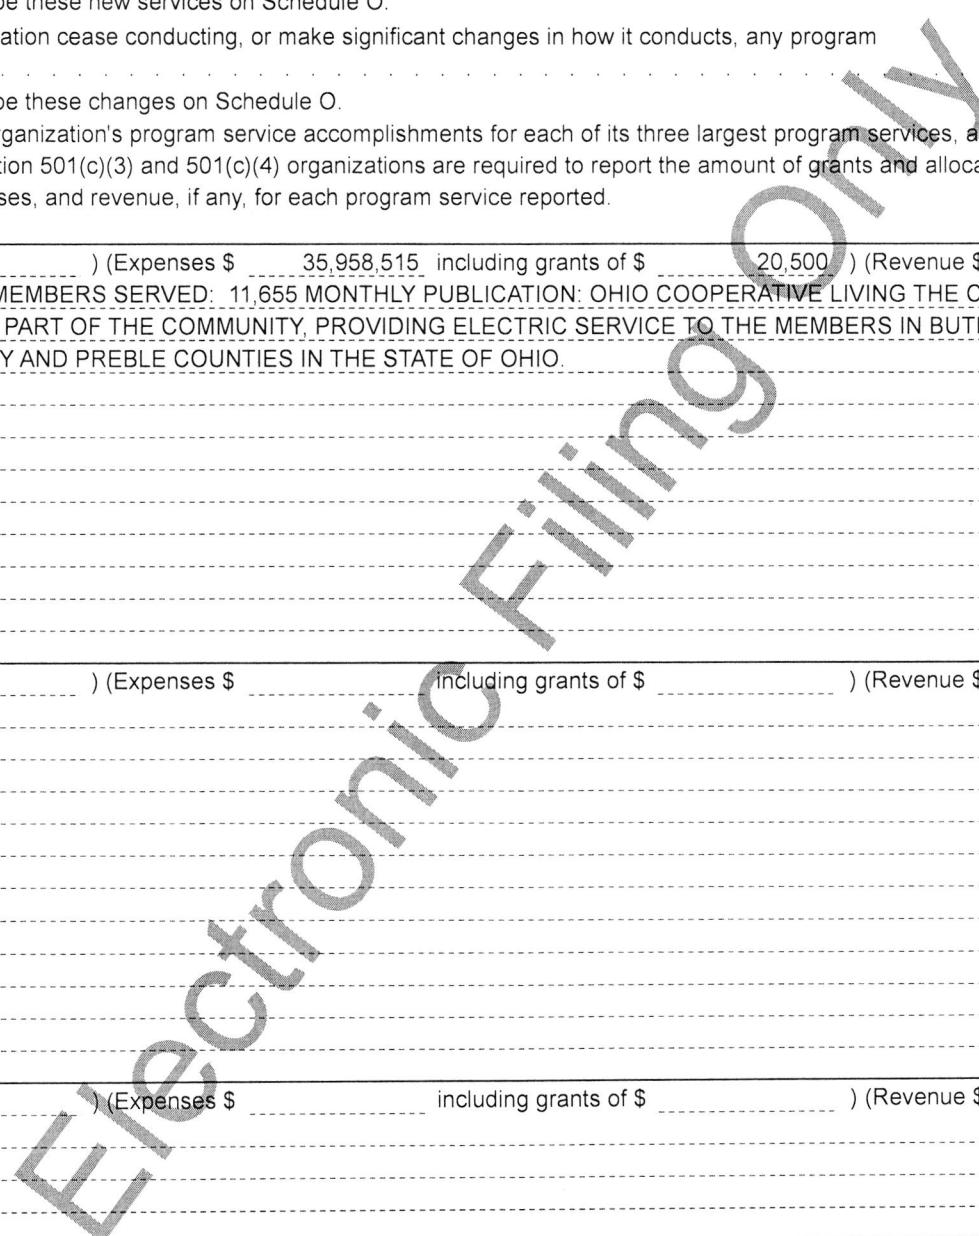 be these new services on Schedule O.
ation cease conducting, or make significant changes in how it conducts, any program
be these changes on Schedule O.
rganization's program service accomplishments for each of its three largest program services, a
tion 501(c)(3) and 501(c)(4) organizations are required to report the amount of grants and alloca
ses, and revenue, if any, for each program service reported.
) (Expenses $ 35,958,515 including grants of $ 20,500 ) (Revenue $
MEMBERS SERVED: 11,655 MONTHLY PUBLICATION: OHIO COOPERATIVE LIVING THE C
PART OF THE COMMUNITY, PROVIDING ELECTRIC SERVICE TO THE MEMBERS IN BUT
Y AND PREBLE COUNTIES IN THE STATE OF OHIO.
) (Expenses $ including grants of $ ) (Revenue $
) (Expenses $ including grants of $ ) (Revenue $
Electronic Filing Only